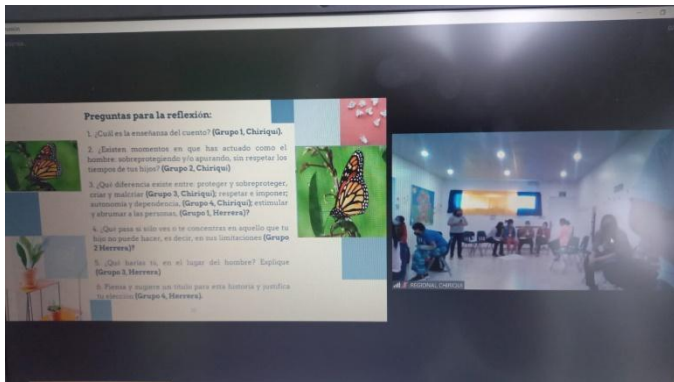 Preguntas para la reflexión:
1. ¿Cuál es la enseñanza del cuento? (Grupo 1, Chiriquí).
2. ¿Existen momentos en que has actuado como el
hombre: sobreprotegiendo y/o apurando, sin respetar los
tiempos de tus hijos? (Grupo 2, Chiriquí)
3. ¿Qué diferencia existe entre: proteger y sobreproteger,
criar y malcriar (Grupo 3, Chiriquí); respetar e imponer;
autonomía y dependencia, (Grupo 4, Chiriquí); estimular
y abrumar a las personas, (Grupo 1, Herrera)?
4. ¿Qué pasa si sólo ves o te concentras en aquello que tu
hijo no puede hacer, es decir, en sus limitaciones (Grupo
2 Herrera)?
5. ¿Qué harías tú, en el lugar del hombre? Explique
(Grupo 3, Herrera)
6. Piensa y sugiere un título para esta historia y justifica
tu elección (Grupo 4, Herrera).
REGIONAL CHIRIQUI